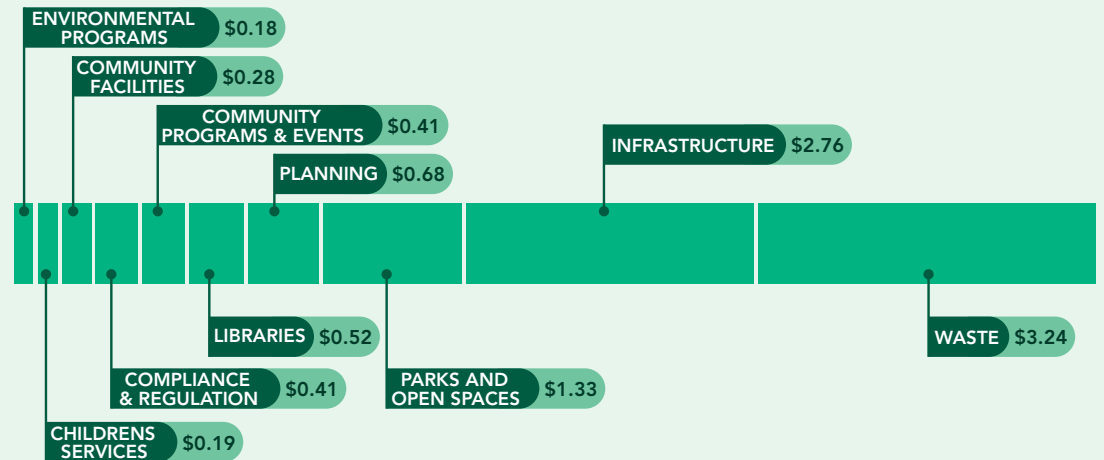 ENVIRONMENTAL
PROGRAMS
$0.18
COMMUNITY
FACILITIES
$0.28
COMMUNITY
PROGRAMS & EVENTS
$0.41
PLANNING
$0.68
INFRASTRUCTURE
$2.76
LIBRARIES
$0.52
WASTE
$3.24
COMPLIANCE
& REGULATION
$0.41
PARKS AND
OPEN SPACES
$1.33
CHILDRENS
SERVICES
$0.19